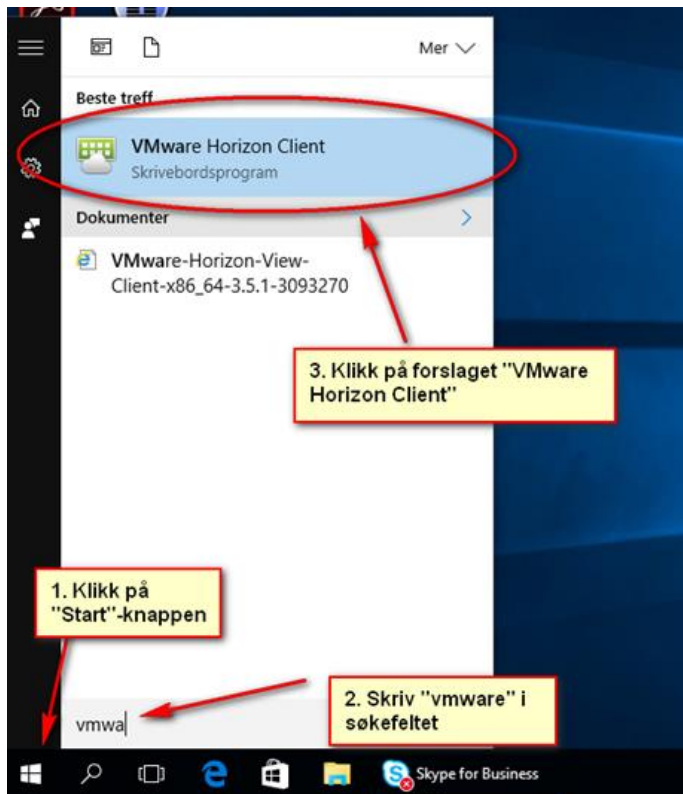 Mer
Beste treff
VMware Horizon Client
Skrivebordsprogram
Dokumenter
VMware-Horizon-View-
Client-x86_64-3.5.1-3093270
3. Klikk på forslaget "VMware
Horizon Client"
1. Klikk på
"Start"-knappen
2. Skriv "vmware" i
søkefeltet
vmwa
Skype for Business